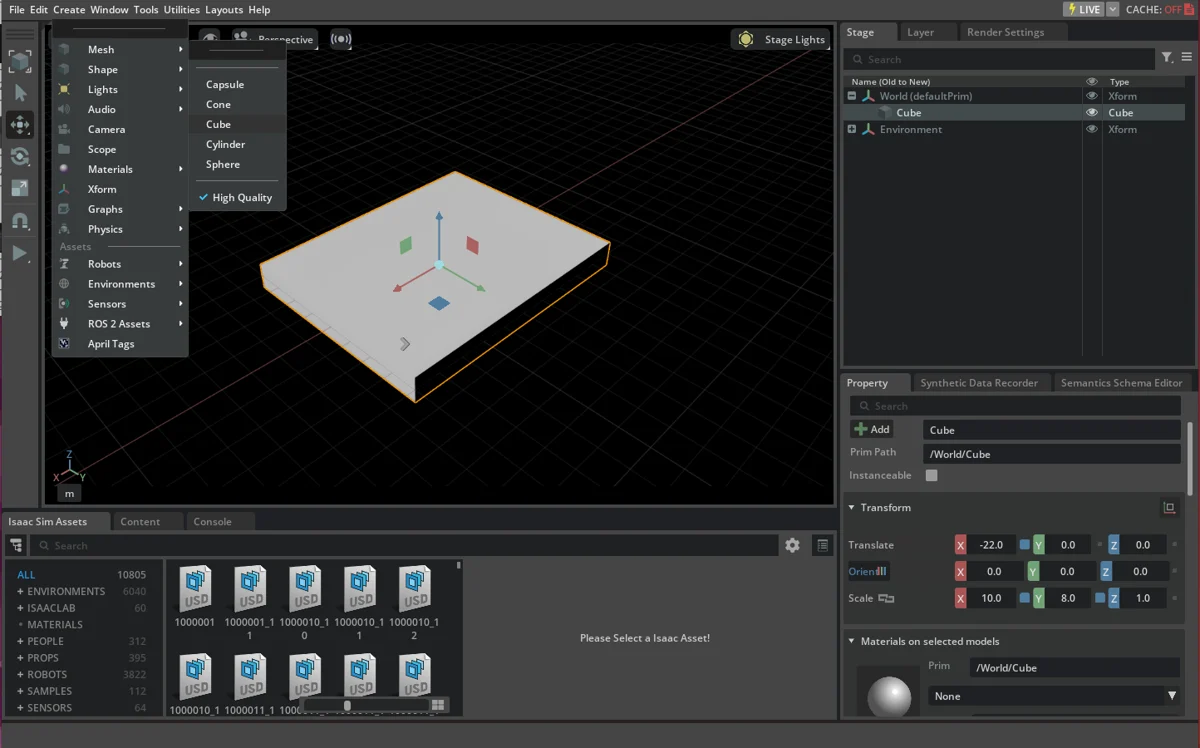 File Edit Create Window Tools Utilities Layouts Help
LIVE CACHE: OFF
Perspective
Stage Lights
Mesh
Shape
Lights
Audio
Camera
Scope
Materials
Xform
Graphs
Physics
Assets
Robots
Environments
Sensors
ROS 2 Assets
April Tags
Capsule
Cone
Cube
Cylinder
Sphere
High Quality
Z
X Y
m
Stage Layer Render Settings
Search
Name (Old to New) Type
World (defaultPrim) Xform
Cube Cube
Environment Xform
Property Synthetic Data Recorder Semantics Schema Editor
Search
Add Cube
Prim Path /World/Cube
Instanceable
Transform
Translate X -22.0 Y 0.0 Z 0.0
Orient X 0.0 Y 0.0 Z 0.0
Scale X 10.0 Y 8.0 Z 1.0
Materials on selected models
Prim /World/Cube
None
Isaac Sim Assets Content Console
Search
ALL 10805
+ ENVIRONMENTS 6040
+ ISAACLAB 60
MATERIALS
+ PEOPLE 312
+ PROPS 395
+ ROBOTS 3822
+ SAMPLES 112
+ SENSORS 64
USD USD USD USD USD
1000001 1000001_1 1000010_1 1000010_1 1000010_1
1 0 1 2
USD USD USD USD USD
1000010_1 1000011_1
Please Select a Isaac Asset!